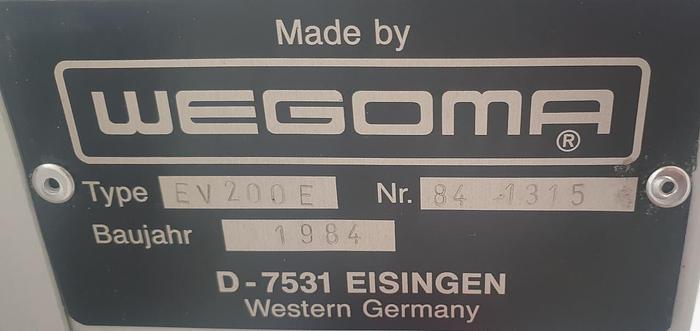 Made by
WEGOMA®
Type EV200E Nr. 84-1315
Baujahr 1984
D-7531 EISINGEN
Western Germany